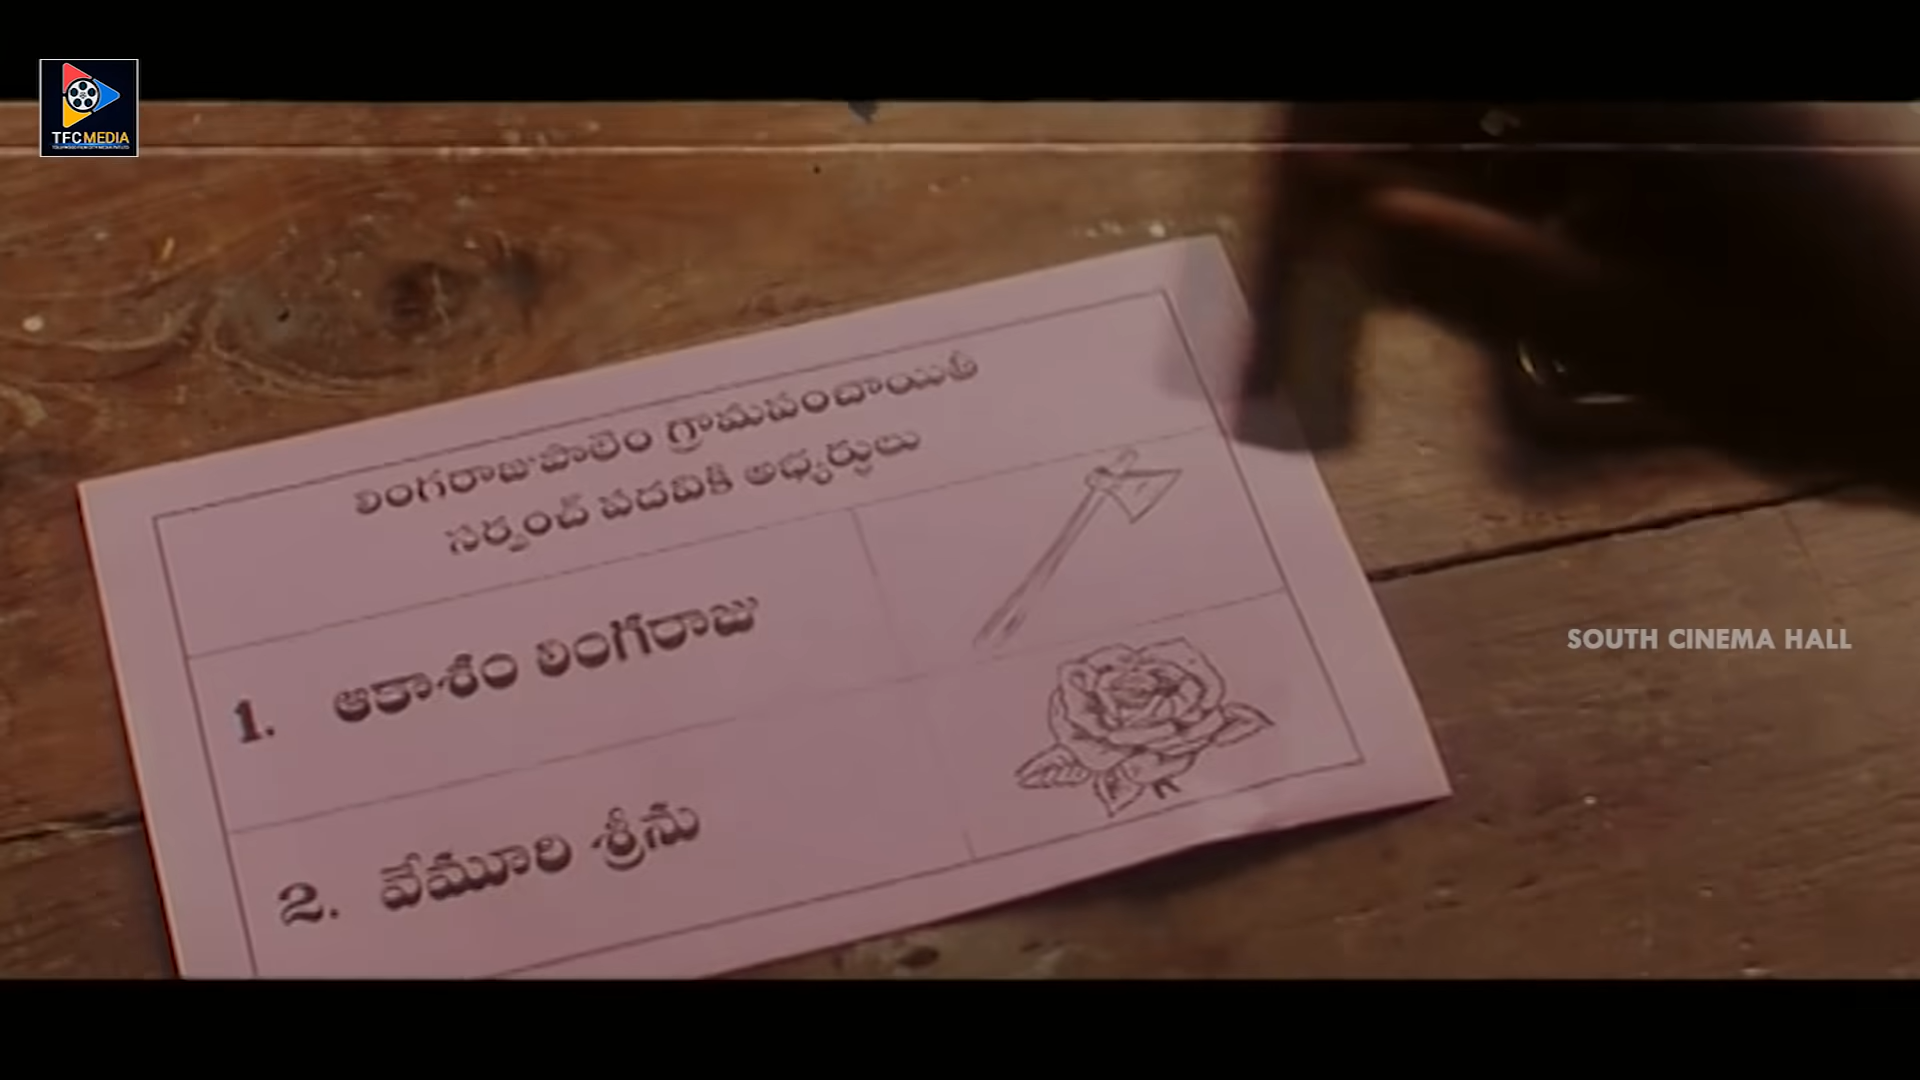 TFCMEDIA
లింగరాజుపాలెం గ్రామపంచాయితీ
సర్పంచ్ పదవికి అభ్యర్థులు
1. ఆకాశం లింగరాజు
2. వేమూరి శ్రీను
SOUTH CINEMA HALL